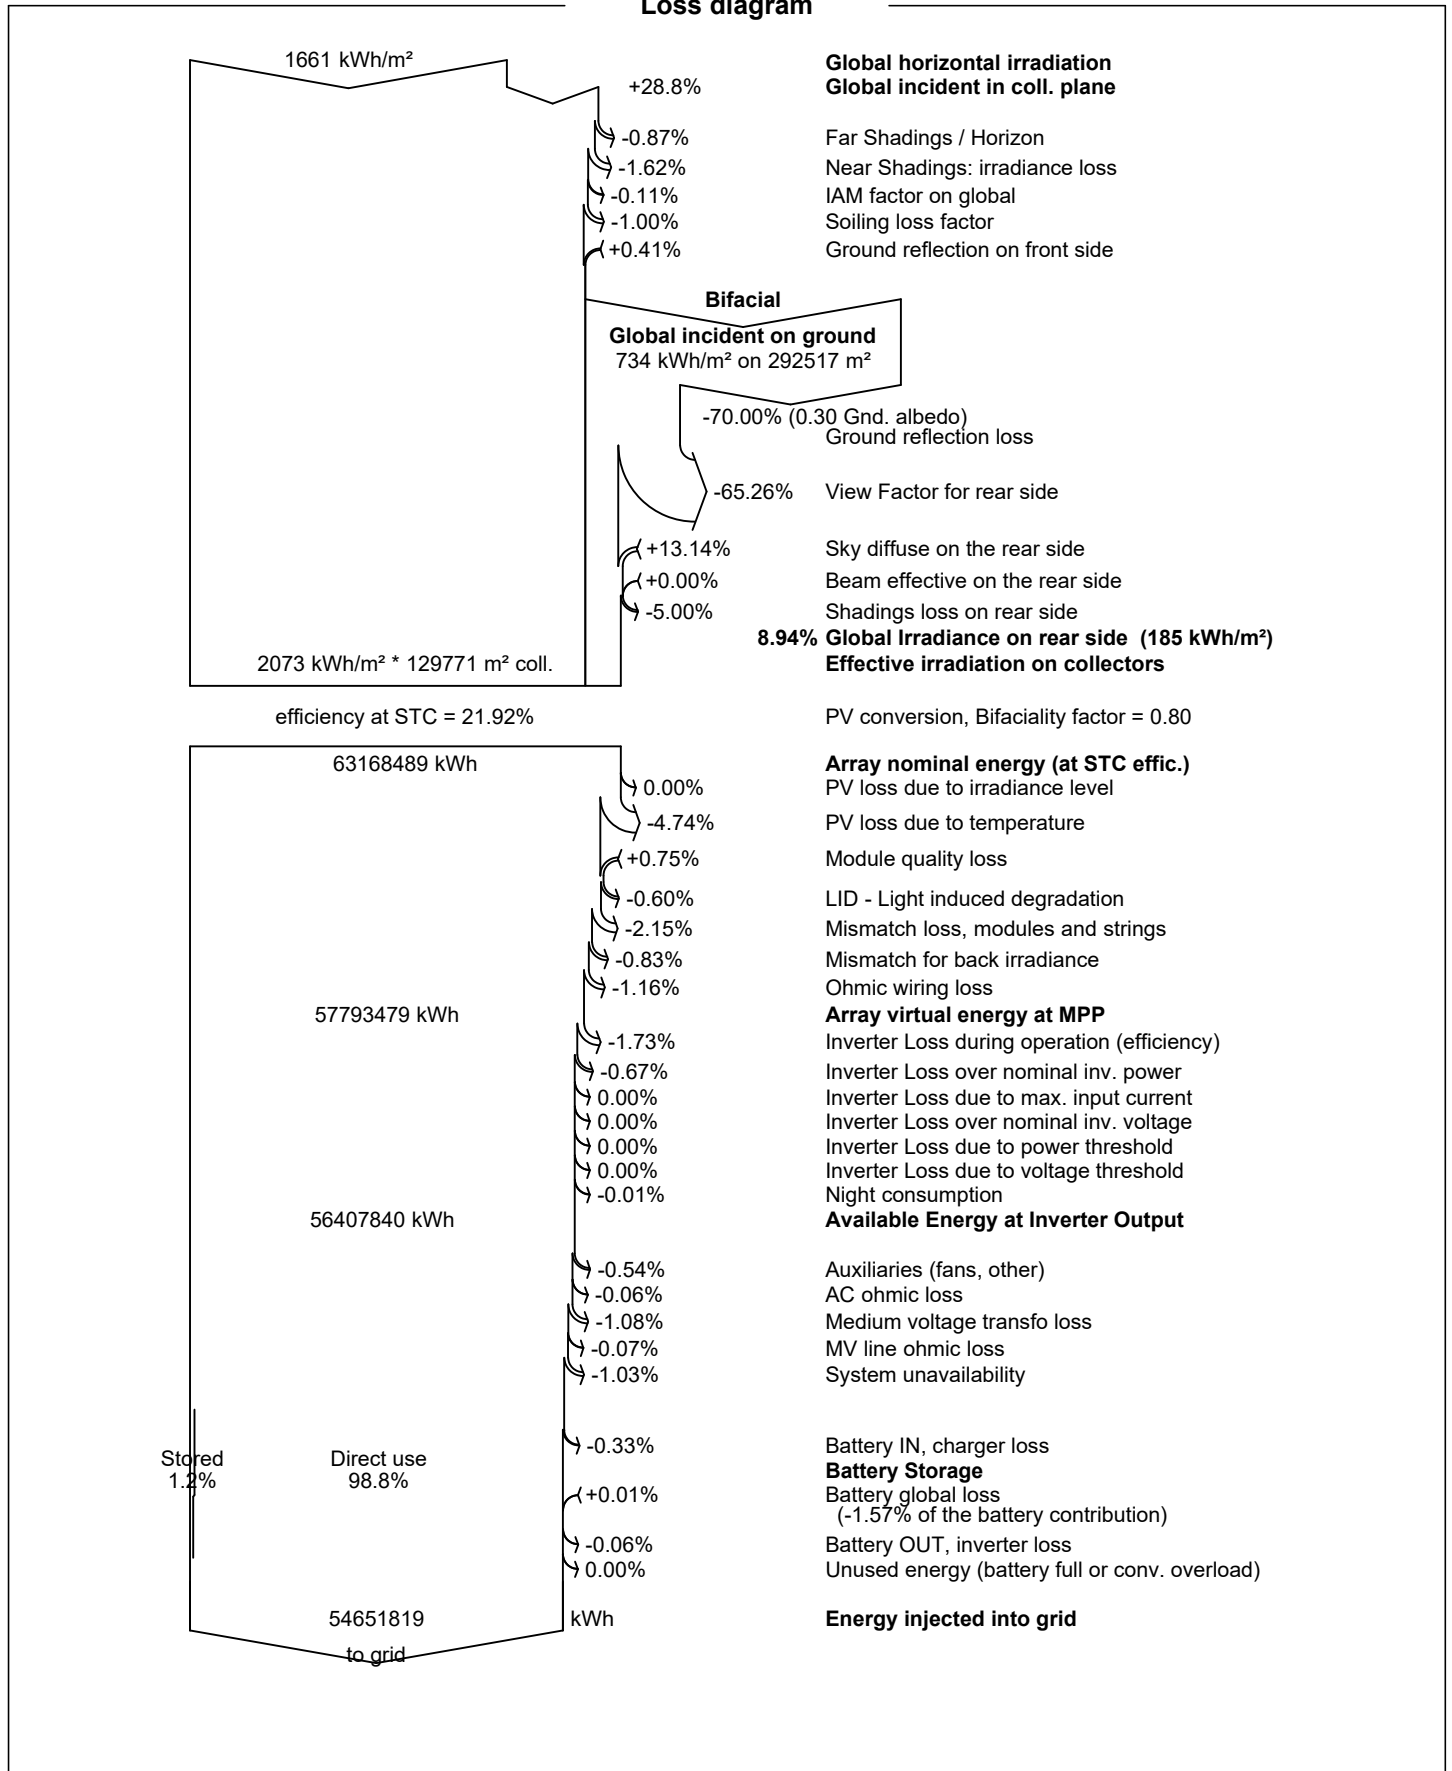 Loss diagram
1661 kWh/m² Global horizontal irradiation
+28.8% Global incident in coll. plane
-0.87% Far Shadings / Horizon
-1.62% Near Shadings: irradiance loss
-0.11% IAM factor on global
-1.00% Soiling loss factor
+0.41% Ground reflection on front side
Bifacial
Global incident on ground
734 kWh/m² on 292517 m²
-70.00% (0.30 Gnd. albedo)
Ground reflection loss
-65.26% View Factor for rear side
+13.14% Sky diffuse on the rear side
+0.00% Beam effective on the rear side
-5.00% Shadings loss on rear side
8.94% Global Irradiance on rear side (185 kWh/m²)
2073 kWh/m² * 129771 m² coll. Effective irradiation on collectors
efficiency at STC = 21.92% PV conversion, Bifaciality factor = 0.80
63168489 kWh Array nominal energy (at STC effic.)
0.00% PV loss due to irradiance level
-4.74% PV loss due to temperature
+0.75% Module quality loss
-0.60% LID - Light induced degradation
-2.15% Mismatch loss, modules and strings
-0.83% Mismatch for back irradiance
-1.16% Ohmic wiring loss
57793479 kWh Array virtual energy at MPP
-1.73% Inverter Loss during operation (efficiency)
-0.67% Inverter Loss over nominal inv. power
0.00% Inverter Loss due to max. input current
0.00% Inverter Loss over nominal inv. voltage
0.00% Inverter Loss due to power threshold
0.00% Inverter Loss due to voltage threshold
-0.01% Night consumption
56407840 kWh Available Energy at Inverter Output
-0.54% Auxiliaries (fans, other)
-0.06% AC ohmic loss
-1.08% Medium voltage transfo loss
-0.07% MV line ohmic loss
-1.03% System unavailability
-0.33% Battery IN, charger loss
Stored Direct use Battery Storage
1.2% 98.8%
+0.01% Battery global loss
(-1.57% of the battery contribution)
-0.06% Battery OUT, inverter loss
0.00% Unused energy (battery full or conv. overload)
54651819 kWh Energy injected into grid
to grid